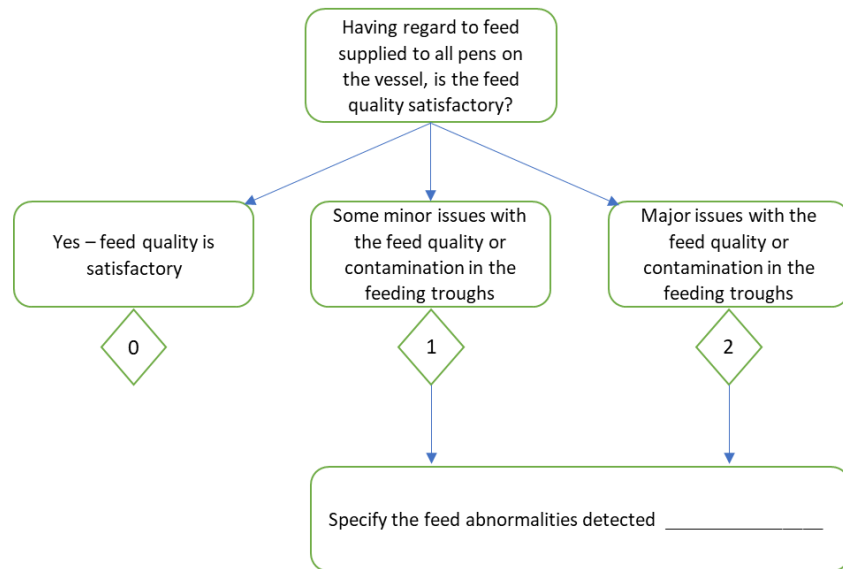 Having regard to feed
supplied to all pens on
the vessel, is the feed
quality satisfactory?
Yes – feed quality is
satisfactory
Some minor issues with
the feed quality or
contamination in the
feeding troughs
Major issues with the
feed quality or
contamination in the
feeding troughs
0
1
2
Specify the feed abnormalities detected ________________